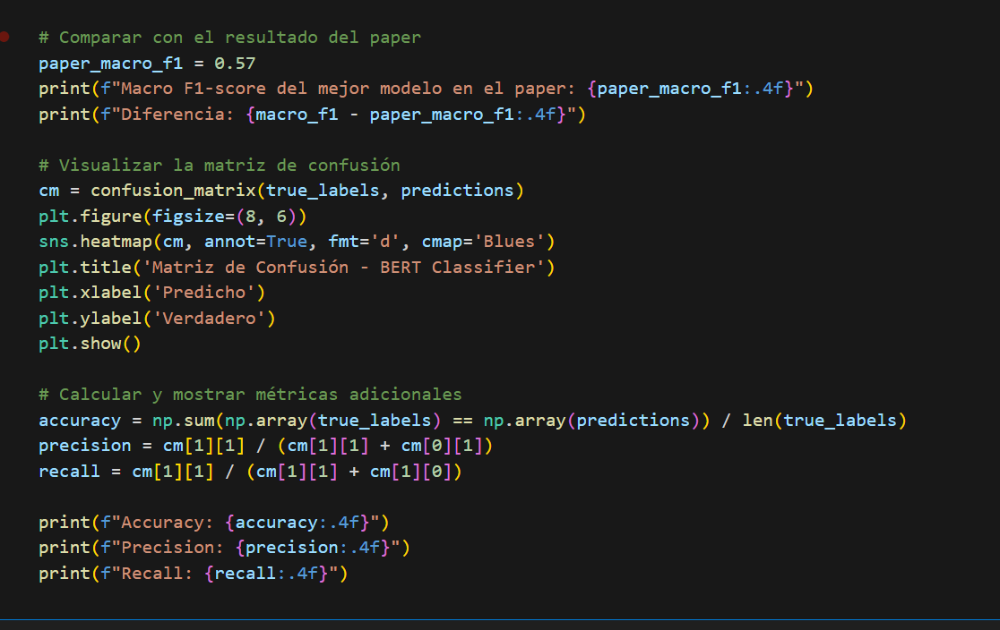 # Comparar con el resultado del paper
paper_macro_f1 = 0.57
print(f"Macro F1-score del mejor modelo en el paper: {paper_macro_f1:.4f}")
print(f"Diferencia: {macro_f1 - paper_macro_f1:.4f}")
# Visualizar la matriz de confusión
cm = confusion_matrix(true_labels, predictions)
plt.figure(figsize=(8, 6))
sns.heatmap(cm, annot=True, fmt='d', cmap='Blues')
plt.title('Matriz de Confusión - BERT Classifier')
plt.xlabel('Predicho')
plt.ylabel('Verdadero')
plt.show()
# Calcular y mostrar métricas adicionales
accuracy = np.sum(np.array(true_labels) == np.array(predictions)) / len(true_labels)
precision = cm[1][1] / (cm[1][1] + cm[0][1])
recall = cm[1][1] / (cm[1][1] + cm[1][0])
print(f"Accuracy: {accuracy:.4f}")
print(f"Precision: {precision:.4f}")
print(f"Recall: {recall:.4f}")